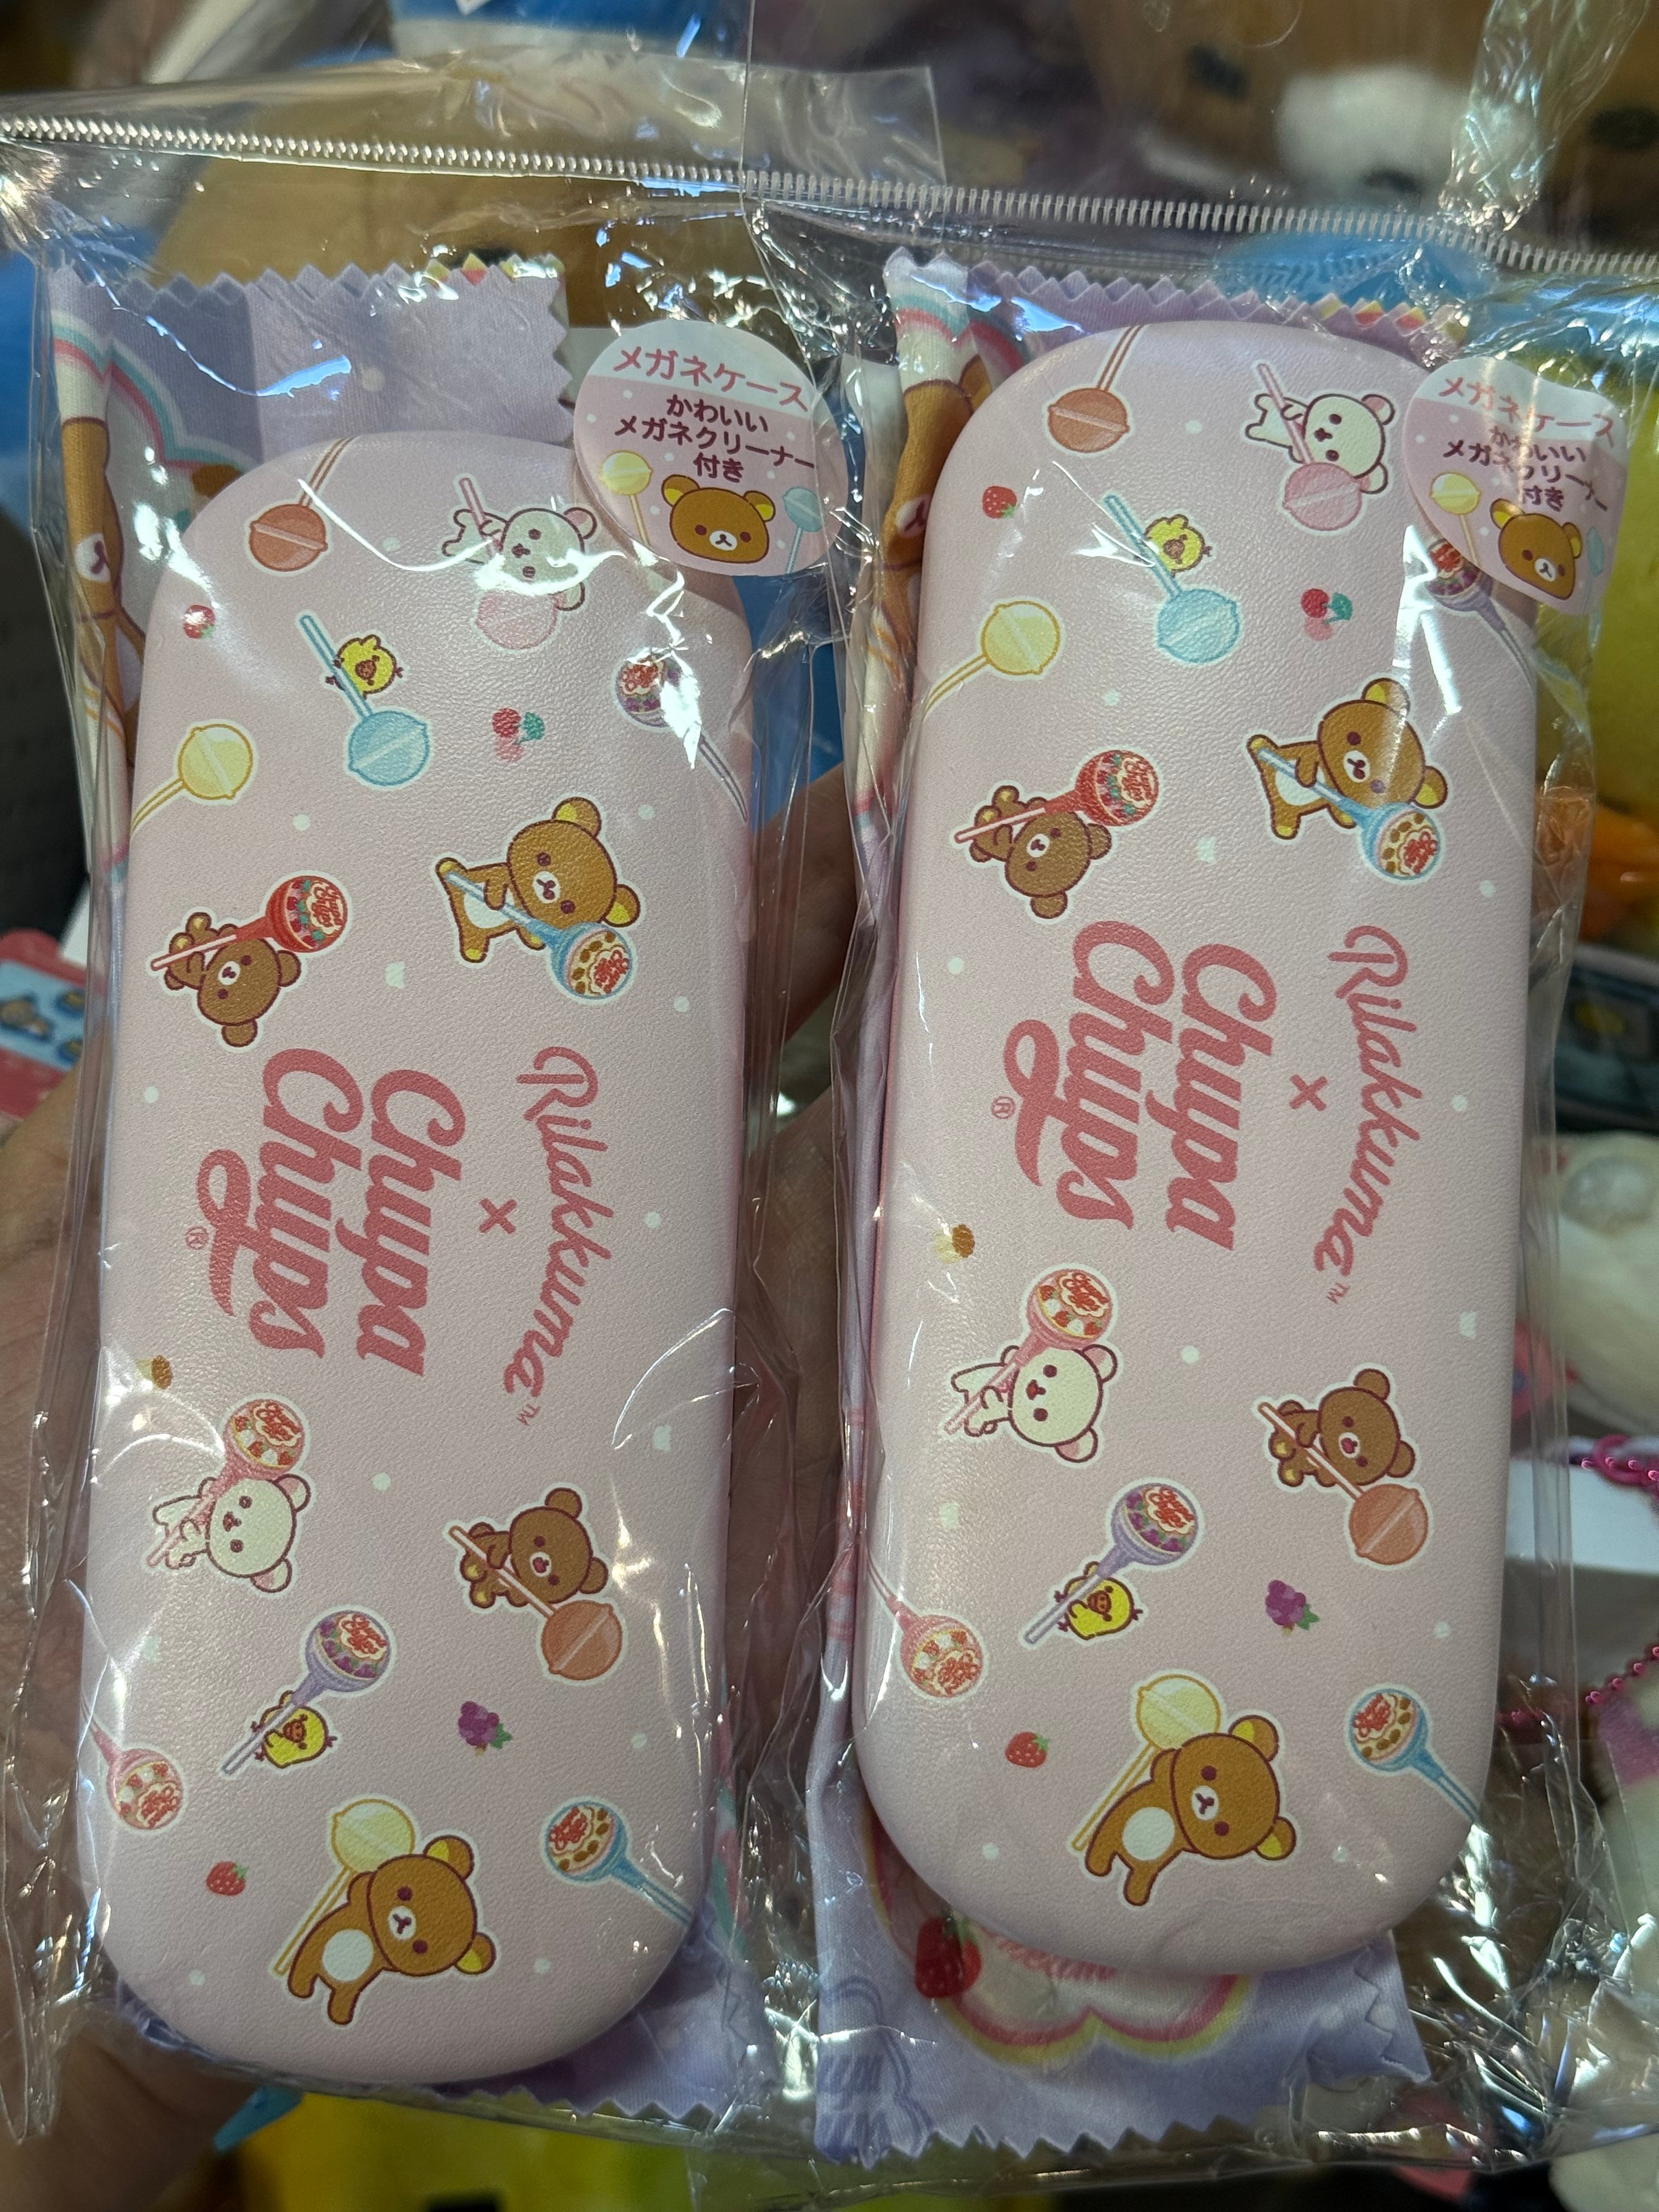 メガネケース
かわいい
メガネクリーナー
付き
Rilakkuma™
×
Chupa
Chups®
メガネケース
かわいい
メガネクリーナー
付き
Rilakkuma™
×
Chupa
Chups®